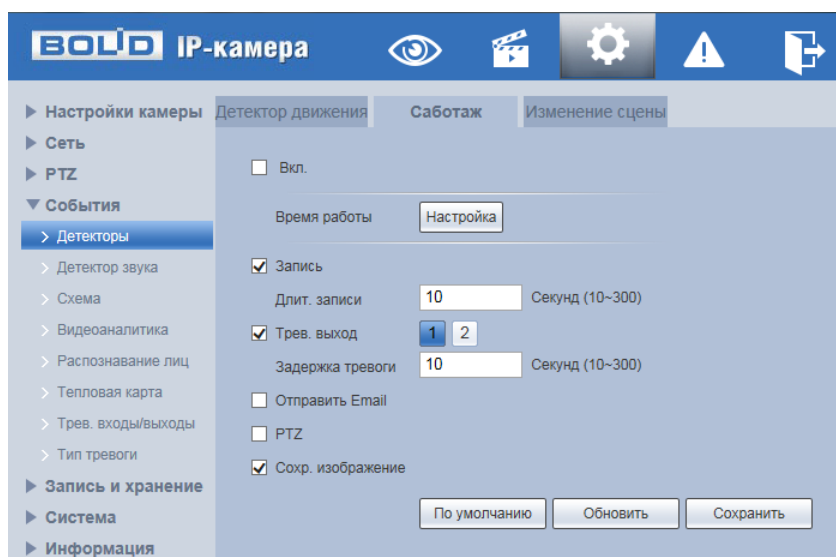 BOLID IP-камера
Настройки камеры
Сеть
PTZ
События
Детекторы
Детектор звука
Схема
Видеоаналитика
Распознавание лиц
Тепловая карта
Трев. входы/выходы
Тип тревоги
Запись и хранение
Система
Информация
Детектор движения Саботаж Изменение сцены
Вкл.
Время работы Настройка
Запись
Длит. записи 10 Секунд (10~300)
Трев. выход 1 2
Задержка тревоги 10 Секунд (10~300)
Отправить Email
PTZ
Сохр. изображение
По умолчанию Обновить Сохранить